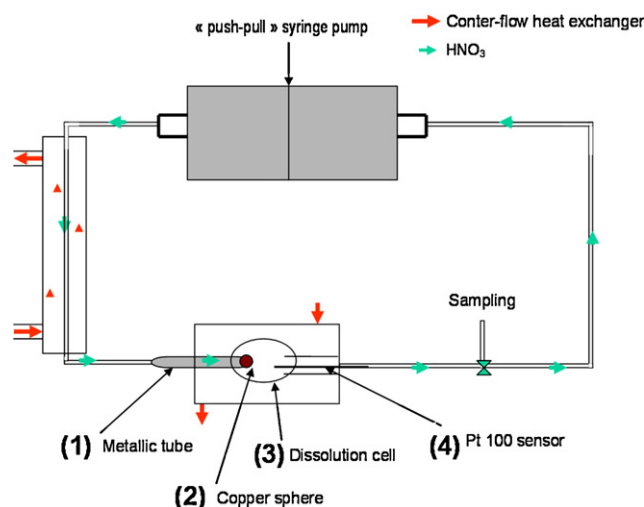 « push-pull » syringe pump
Conter-flow heat exchanger
HNO₃
Sampling
(1) Metallic tube
(2) Copper sphere
(3) Dissolution cell
(4) Pt 100 sensor